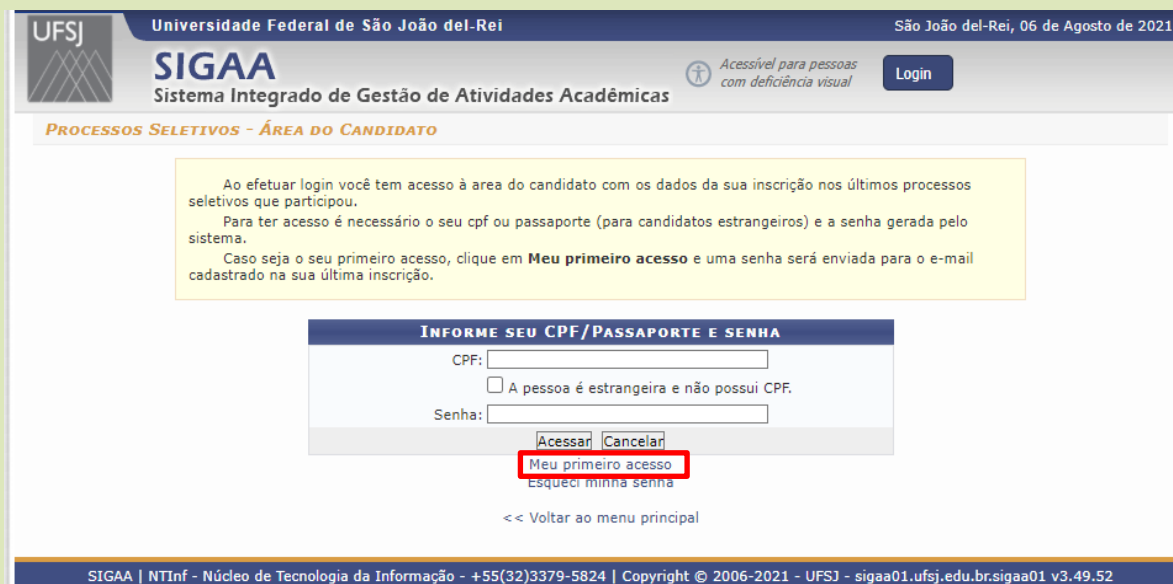 UFSJ
Universidade Federal de São João del-Rei
São João del-Rei, 06 de Agosto de 2021
SIGAA
Sistema Integrado de Gestão de Atividades Acadêmicas
Acessível para pessoas
com deficiência visual
Login
PROCESSOS SELETIVOS - ÁREA DO CANDIDATO
Ao efetuar login você tem acesso à area do candidato com os dados da sua inscrição nos últimos processos
seletivos que participou.
Para ter acesso é necessário o seu cpf ou passaporte (para candidatos estrangeiros) e a senha gerada pelo
sistema.
Caso seja o seu primeiro acesso, clique em Meu primeiro acesso e uma senha será enviada para o e-mail
cadastrado na sua última inscrição.
INFORME SEU CPF/PASSAPORTE E SENHA
CPF:
A pessoa é estrangeira e não possui CPF.
Senha:
Acessar Cancelar
Meu primeiro acesso
Esqueci minha senha
<< Voltar ao menu principal
SIGAA | NTInf - Núcleo de Tecnologia da Informação - +55(32)3379-5824 | Copyright © 2006-2021 - UFSJ - sigaa01.ufsj.edu.br.sigaa01 v3.49.52